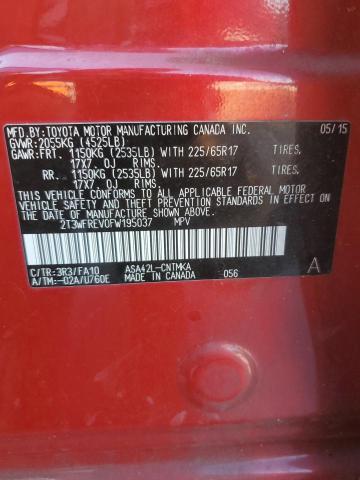 MFD.BY:TOYOTA MOTOR MANUFACTURING CANADA INC. 05/15
GVWR:2055KG (4525LB)
GAWR:FRT. 1150KG (2535LB) WITH 225/65R17 TIRES,
17X7.0J RIMS.
RR. 1150KG (2535LB) WITH 225/65R17 TIRES,
17X7.0J RIMS.
THIS VEHICLE CONFORMS TO ALL APPLICABLE FEDERAL MOTOR
VEHICLE SAFETY, BUMPER, AND THEFT PREVENTION STANDARDS
IN EFFECT ON THE DATE OF MANUFACTURE SHOWN ABOVE.
2T3WFREV0FW195037 MPV
C/TR:3R3/FA10 ASA42L-CNTMKA A
A/TM:-02A/U760E MADE IN CANADA 056